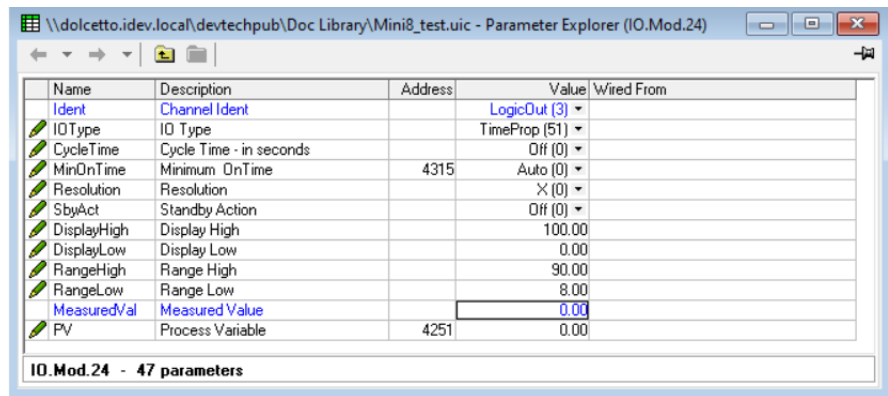 \\dolcetto.idev.local\devtechpub\Doc Library\Mini8_test.uic - Parameter Explorer (IO.Mod.24)
Name Description Address Value Wired From
Ident Channel Ident LogicOut (3)
IOType IO Type TimeProp (51)
CycleTime Cycle Time - in seconds Off (0)
MinOnTime Minimum OnTime 4315 Auto (0)
Resolution Resolution X (0)
SbyAct Standby Action Off (0)
DisplayHigh Display High 100.00
DisplayLow Display Low 0.00
RangeHigh Range High 90.00
RangeLow Range Low 8.00
MeasuredVal Measured Value 0.00
PV Process Variable 4251 0.00
IO.Mod.24 - 47 parameters